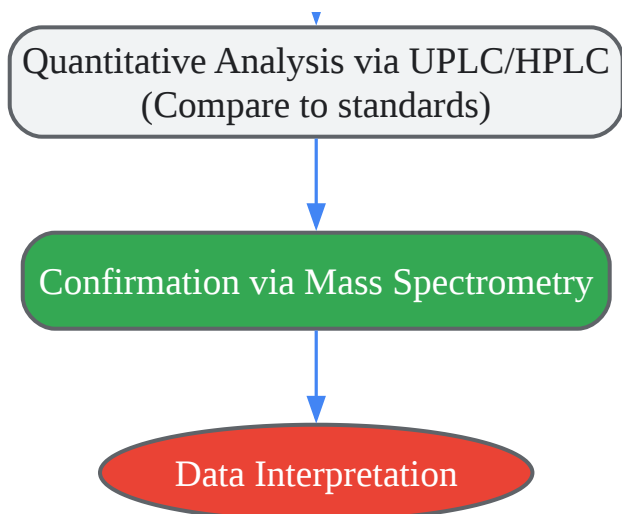 Quantitative Analysis via UPLC/HPLC
(Compare to standards)
Confirmation via Mass Spectrometry
Data Interpretation